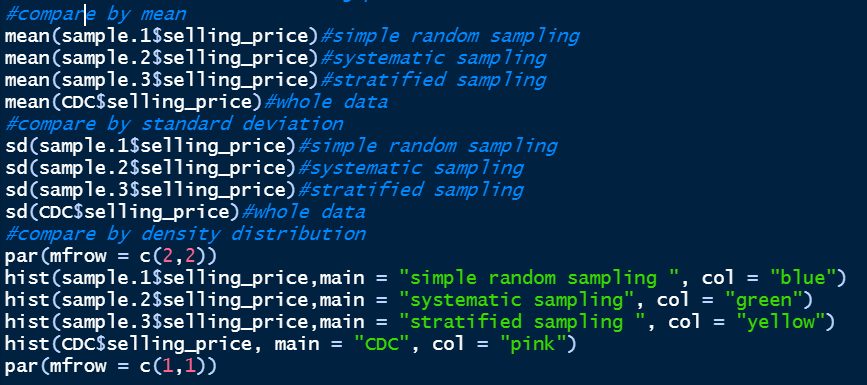 #compare by mean
mean(sample.1$selling_price)#simple random sampling
mean(sample.2$selling_price)#systematic sampling
mean(sample.3$selling_price)#stratified sampling
mean(CDC$selling_price)#whole data
#compare by standard deviation
sd(sample.1$selling_price)#simple random sampling
sd(sample.2$selling_price)#systematic sampling
sd(sample.3$selling_price)#stratified sampling
sd(CDC$selling_price)#whole data
#compare by density distribution
par(mfrow = c(2,2))
hist(sample.1$selling_price,main = "simple random sampling ", col = "blue")
hist(sample.2$selling_price,main = "systematic sampling", col = "green")
hist(sample.3$selling_price,main = "stratified sampling ", col = "yellow")
hist(CDC$selling_price, main = "CDC", col = "pink")
par(mfrow = c(1,1))